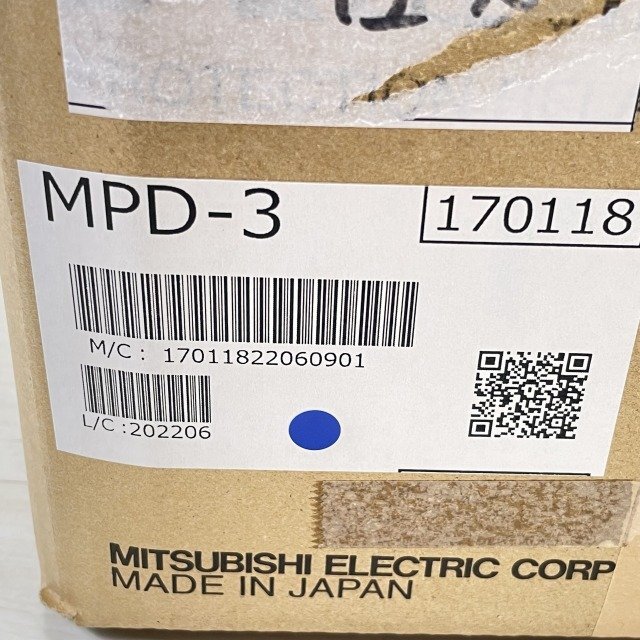 MPD-3
170118
M/C : 17011822060901
L/C :202206
MITSUBISHI ELECTRIC CORP
MADE IN JAPAN